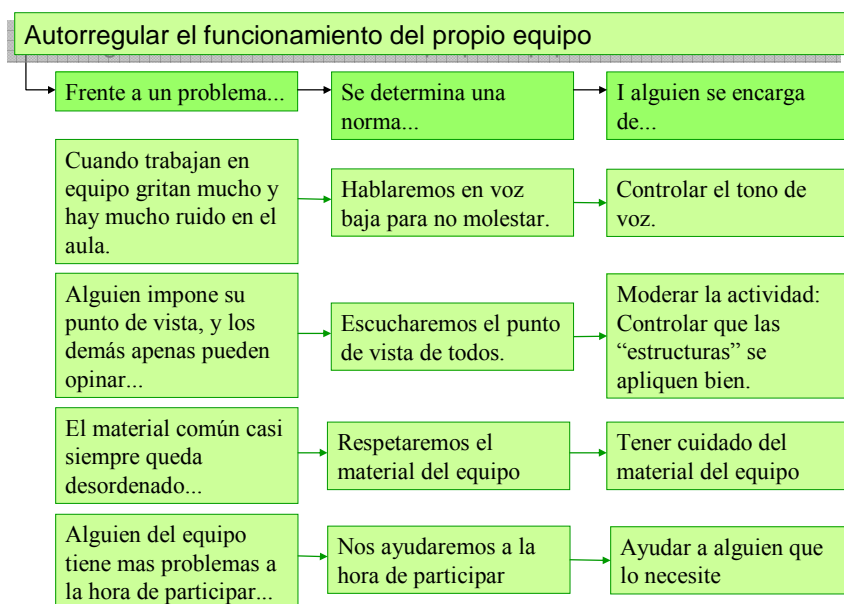 Autorregular el funcionamiento del propio equipo
Frente a un problema...
Se determina una
norma...
I alguien se encarga
de...
Cuando trabajan en
equipo gritan mucho y
hay mucho ruido en el
aula.
Hablaremos en voz
baja para no molestar.
Controlar el tono de
voz.
Alguien impone su
punto de vista, y los
demás apenas pueden
opinar...
Escucharemos el punto
de vista de todos.
Moderar la actividad:
Controlar que las
“estructuras” se
apliquen bien.
El material común casi
siempre queda
desordenado...
Respetaremos el
material del equipo
Tener cuidado del
material del equipo
Alguien del equipo
tiene mas problemas a
la hora de participar...
Nos ayudaremos a la
hora de participar
Ayudar a alguien que
lo necesite